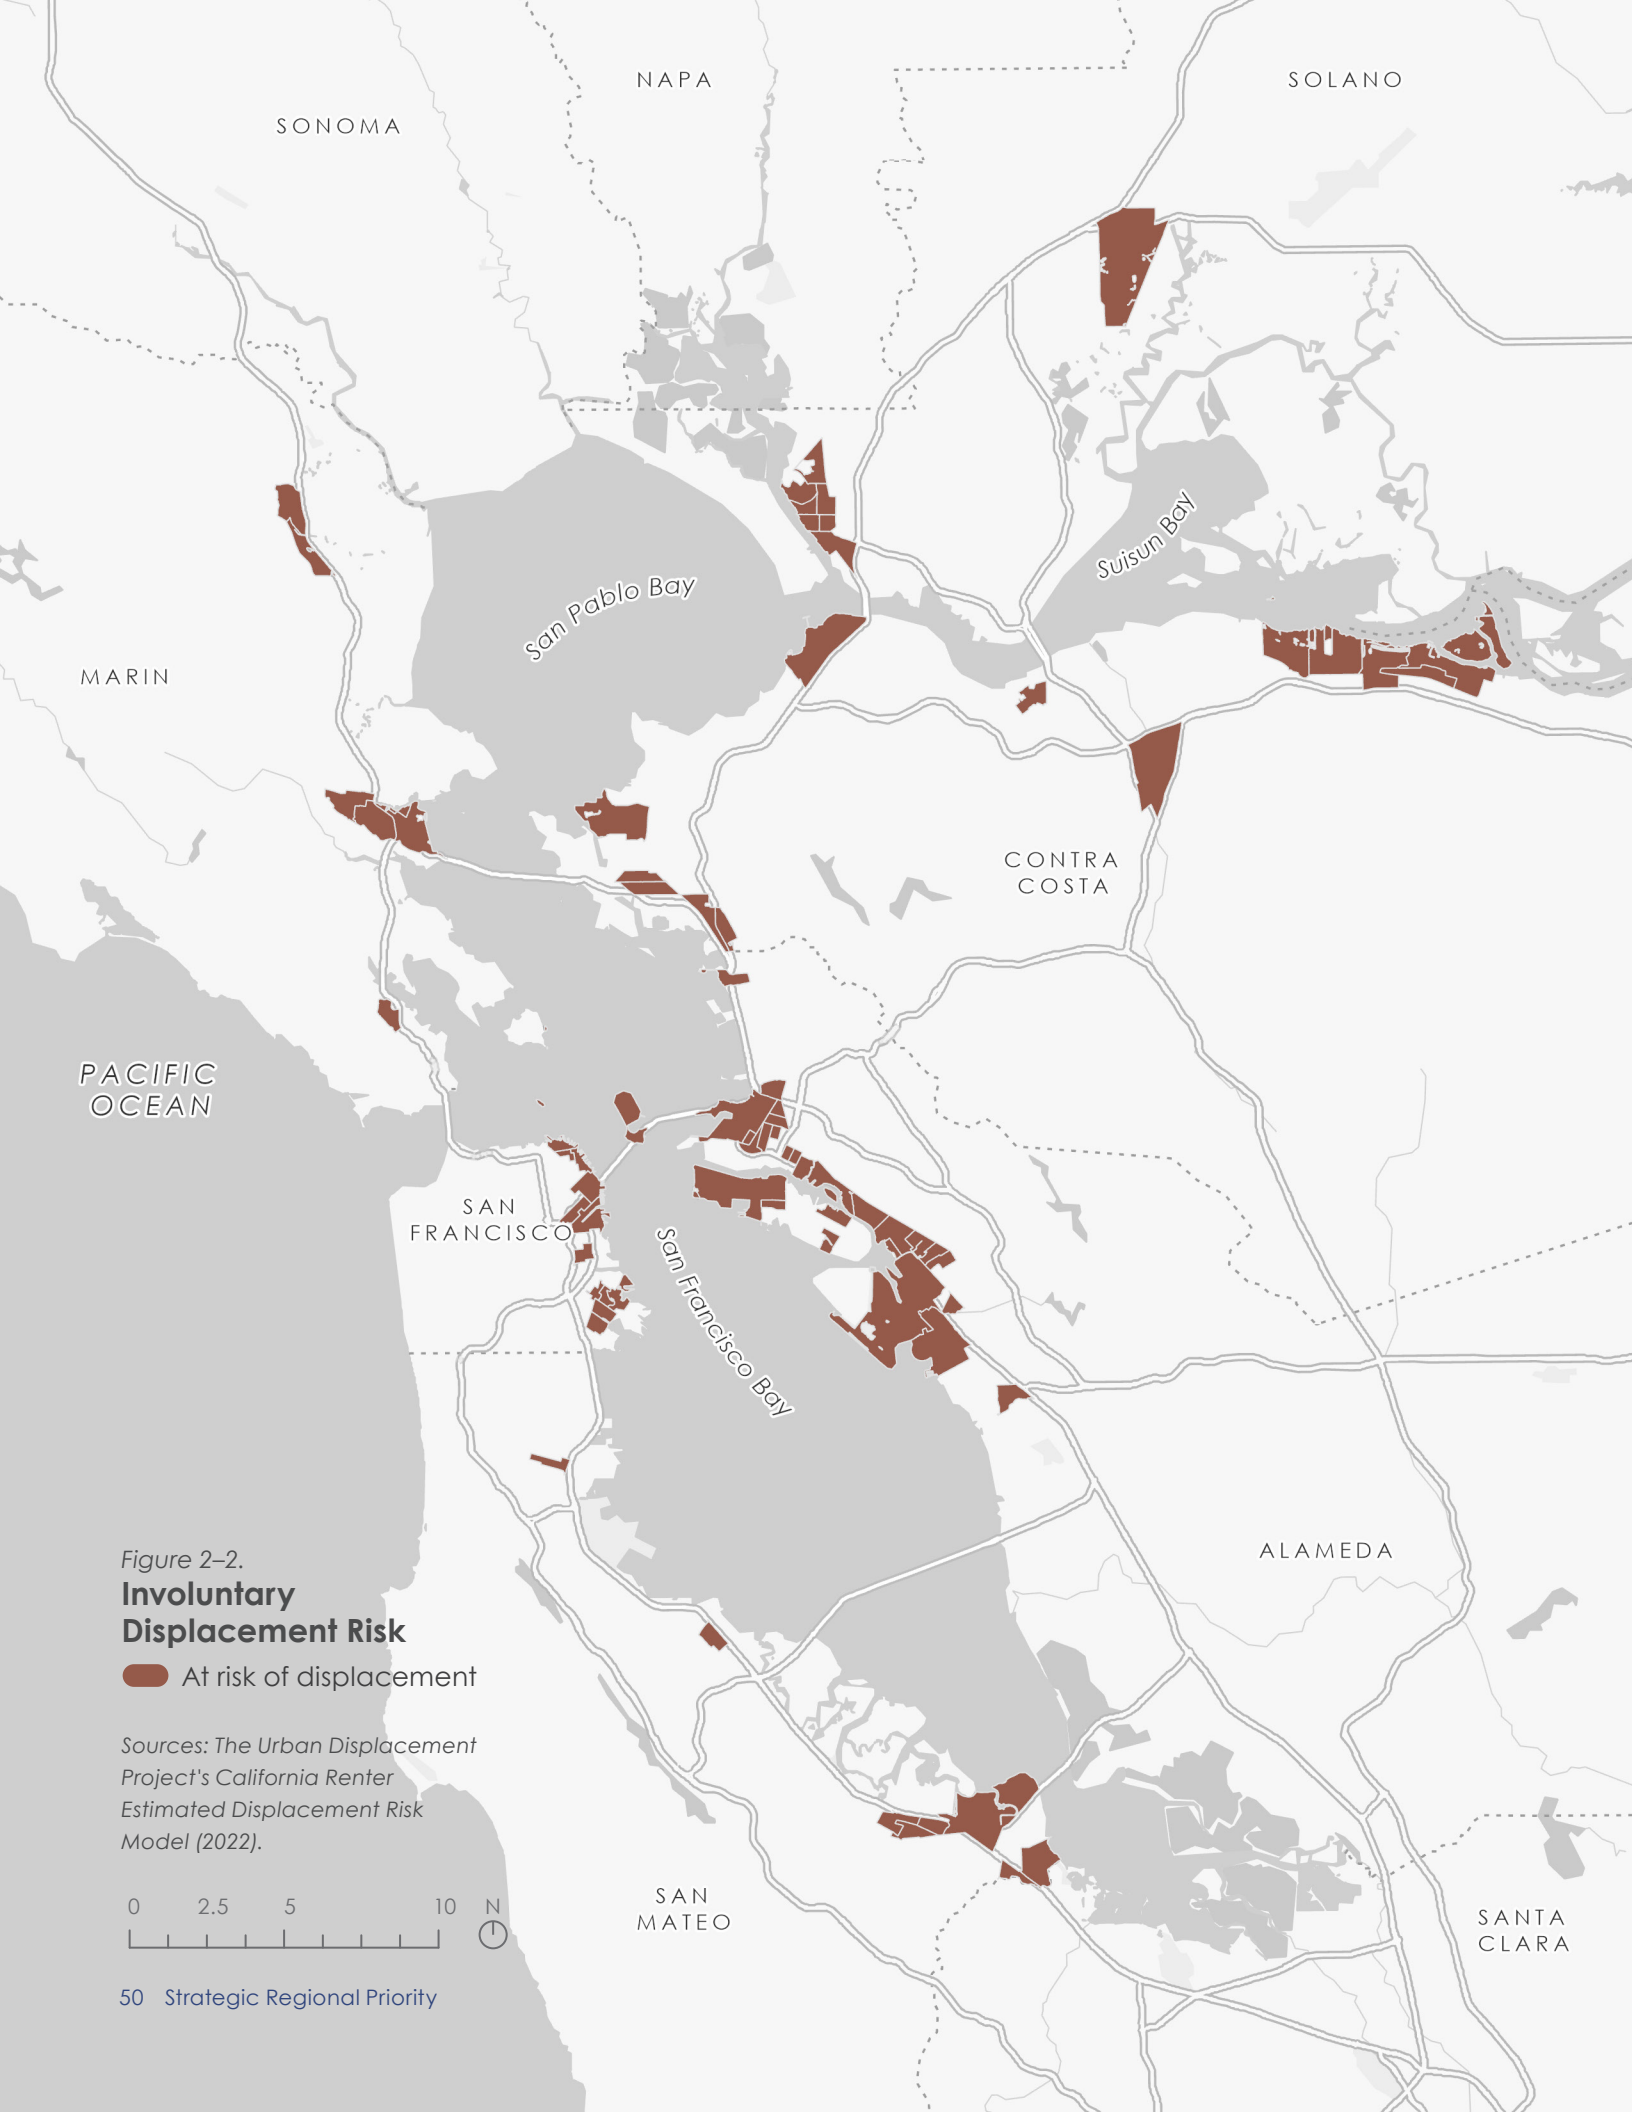 NAPA
SOLANO
SONOMA
Suisun Bay
San Pablo Bay
MARIN
CONTRA
COSTA
PACIFIC
OCEAN
SAN
FRANCISCO
San Francisco Bay
ALAMEDA
Figure 2–2.
Involuntary
Displacement Risk
At risk of displacement
Sources: The Urban Displacement
Project's California Renter
Estimated Displacement Risk
Model (2022).
0 2.5 5 10 N
SAN
MATEO
SANTA
CLARA
50 Strategic Regional Priority